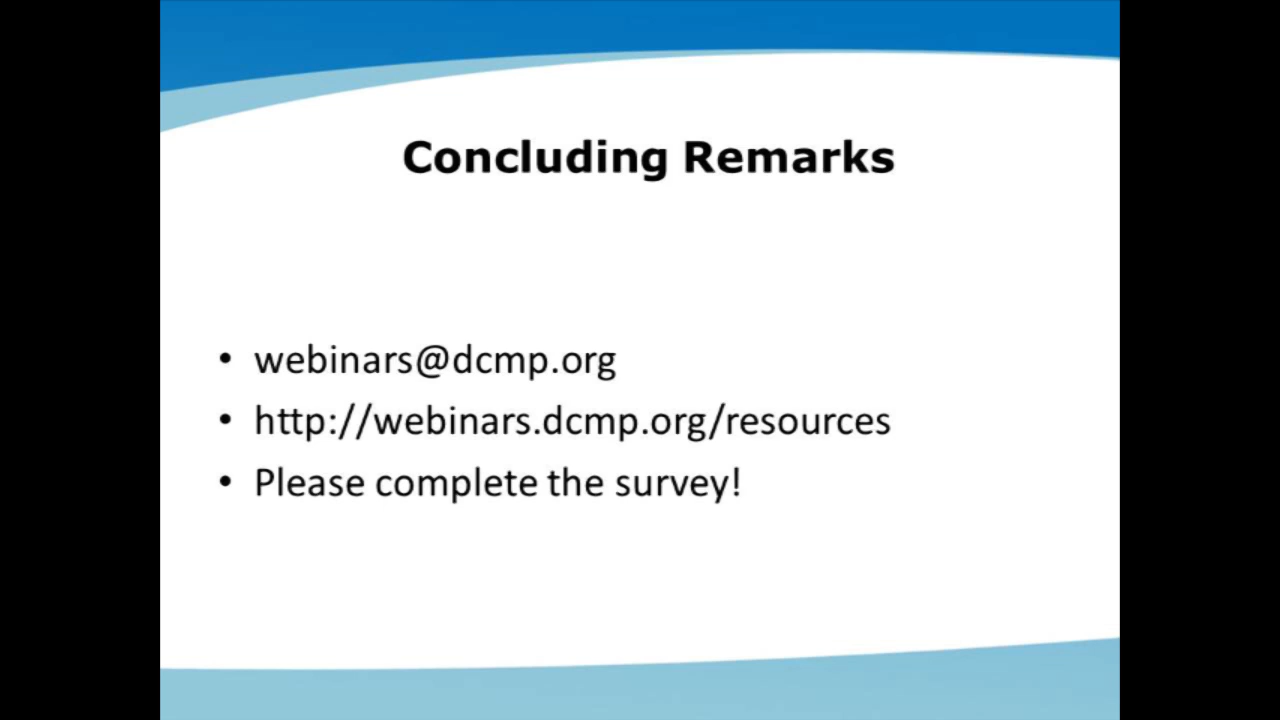 Concluding Remarks
• webinars@dcmp.org
• http://webinars.dcmp.org/resources
• Please complete the survey!